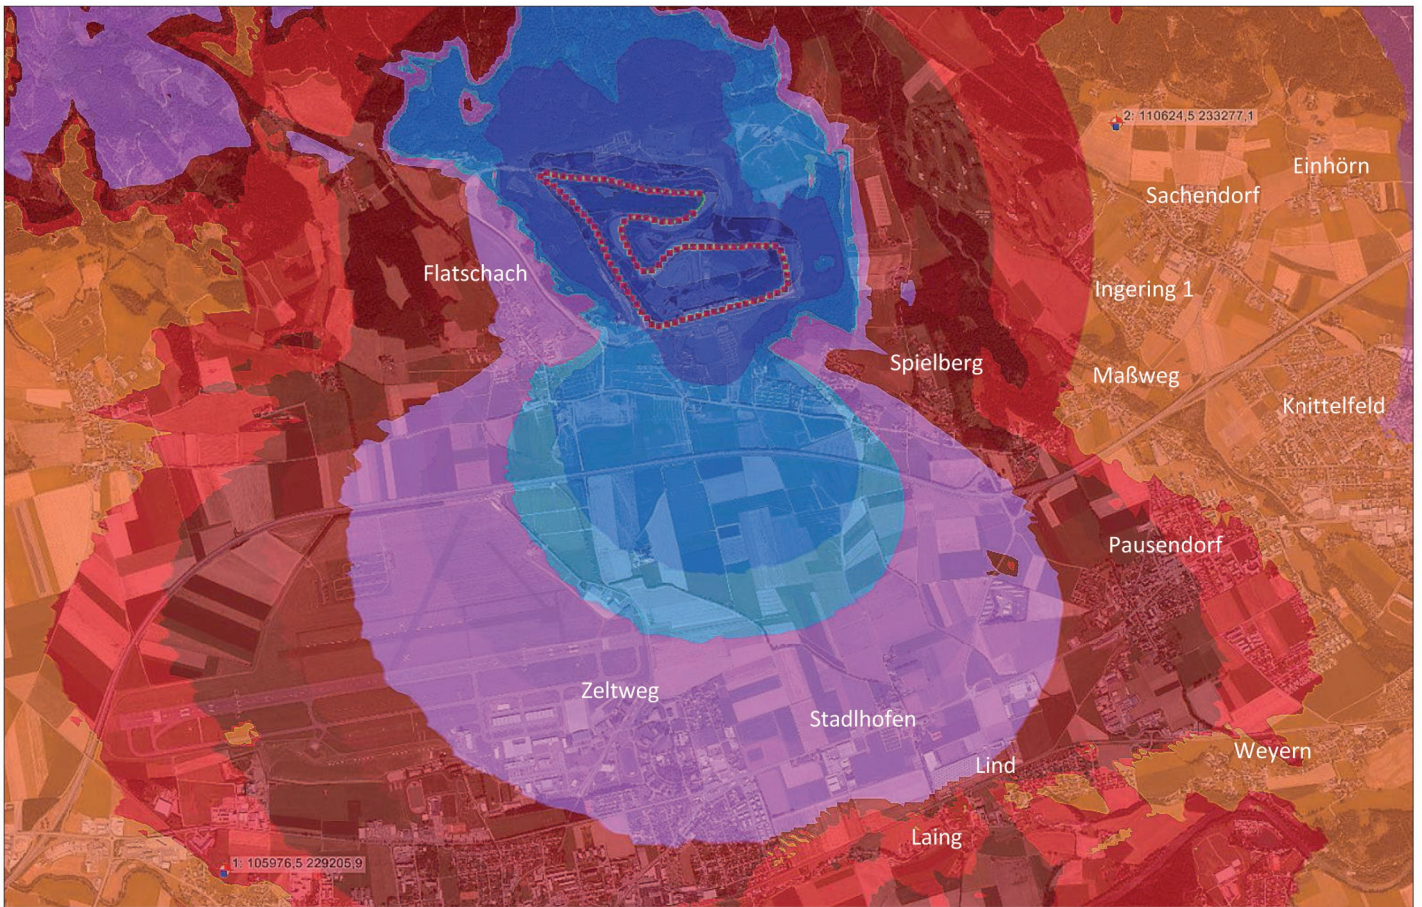 2: 110624,5 233277,1
Einhörn
Sachendorf
Flatschach
Ingering 1
Spielberg
Maßweg
Knittelfeld
Pausendorf
Zeltweg
Stadlhofen
Weyern
Lind
Laing
1: 105976,5 229205,9